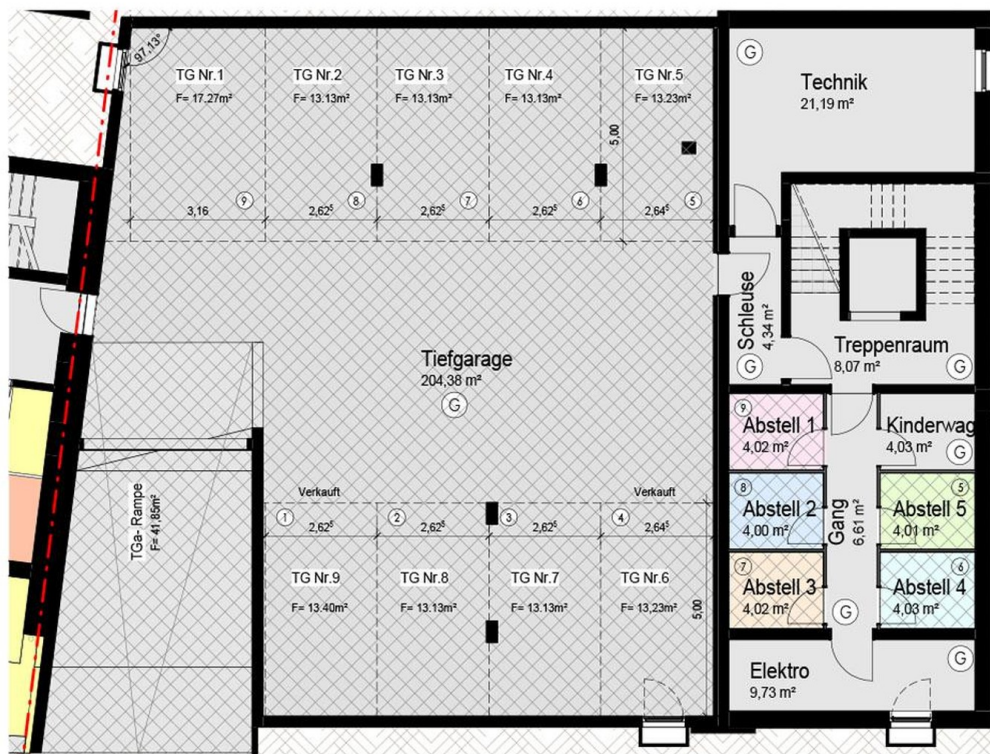 97,13°
TG Nr.1
F= 17.27m²
TG Nr.2
F= 13.13m²
TG Nr.3
F= 13.13m²
TG Nr.4
F= 13.13m²
TG Nr.5
F= 13.23m²
5,00
3,16
9
2,62⁵
8
2,62⁵
7
2,62⁵
6
2,64⁵
5
G
Technik
21,19 m²
Schleuse
4,34 m²
G
Treppenraum
8,07 m²
G
Tiefgarage
204,38 m²
G
TGa- Rampe
F= 41,85m²
9
Abstell 1
4,02 m²
Kinderwag
4,03 m²
G
8
Abstell 2
4,00 m²
Gang
6,61 m²
5
Abstell 5
4,01 m²
7
Abstell 3
4,02 m²
6
Abstell 4
4,03 m²
G
Verkauft
Verkauft
1
2,62⁵
2
2,62⁵
3
2,62⁵
4
2,64⁵
TG Nr.9
F= 13.40m²
TG Nr.8
F= 13.13m²
TG Nr.7
F= 13.13m²
TG Nr.6
F= 13,23m²
5,00
Elektro
9,73 m²
G